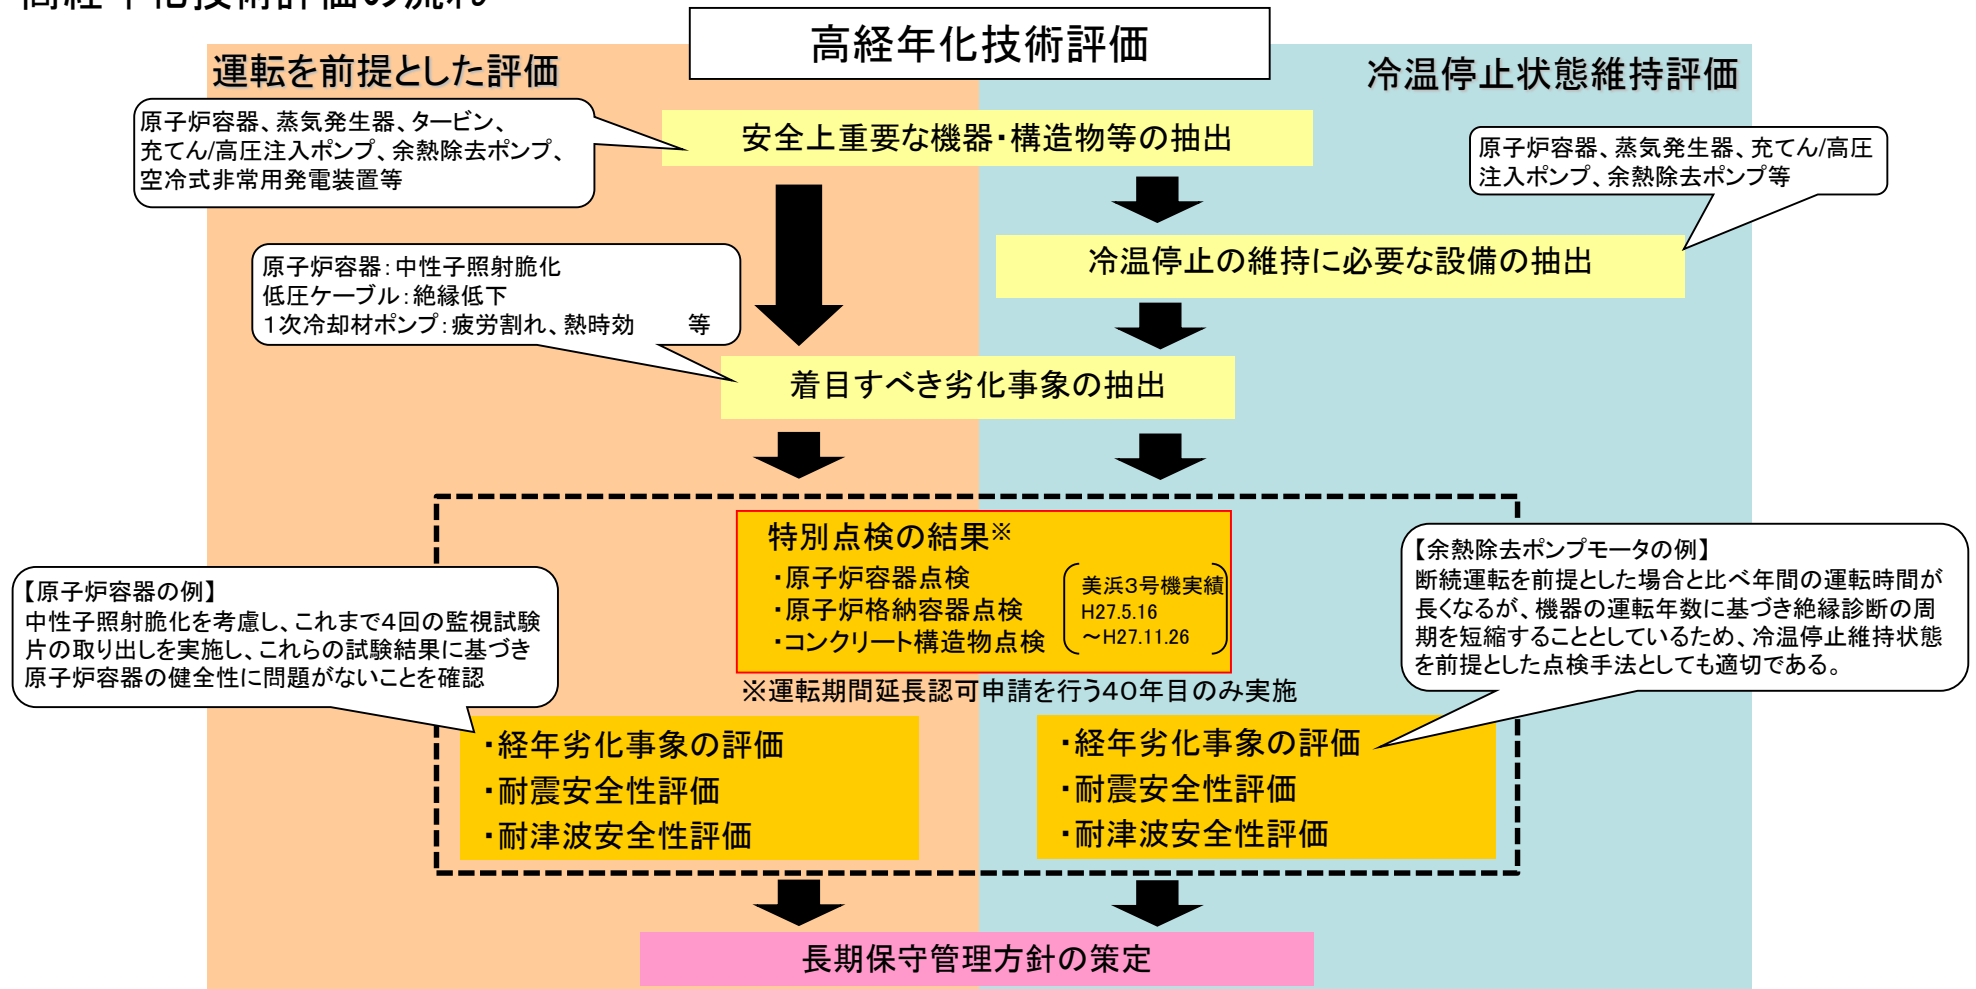 高経年化技術評価の流れ
高経年化技術評価
運転を前提とした評価
冷温停止状態維持評価
原子炉容器、蒸気発生器、タービン、
充てん/高圧注入ポンプ、余熱除去ポンプ、
空冷式非常用発電装置等
安全上重要な機器・構造物等の抽出
原子炉容器、蒸気発生器、充てん/高圧
注入ポンプ、余熱除去ポンプ等
冷温停止の維持に必要な設備の抽出
原子炉容器：中性子照射脆化
低圧ケーブル：絶縁低下
１次冷却材ポンプ：疲労割れ、熱時効　　等
着目すべき劣化事象の抽出
特別点検の結果※
・原子炉容器点検
・原子炉格納容器点検
・コンクリート構造物点検
美浜３号機実績
H27.5.16
～H27.11.26
※運転期間延長認可申請を行う４０年目のみ実施
【原子炉容器の例】
中性子照射脆化を考慮し、これまで４回の監視試験
片の取り出しを実施し、これらの試験結果に基づき
原子炉容器の健全性に問題がないことを確認
【余熱除去ポンプモータの例】
断続運転を前提とした場合と比べ年間の運転時間が
長くなるが、機器の運転年数に基づき絶縁診断の周
期を短縮することとしているため、冷温停止維持状態
を前提とした点検手法としても適切である。
・経年劣化事象の評価
・耐震安全性評価
・耐津波安全性評価
・経年劣化事象の評価
・耐震安全性評価
・耐津波安全性評価
長期保守管理方針の策定